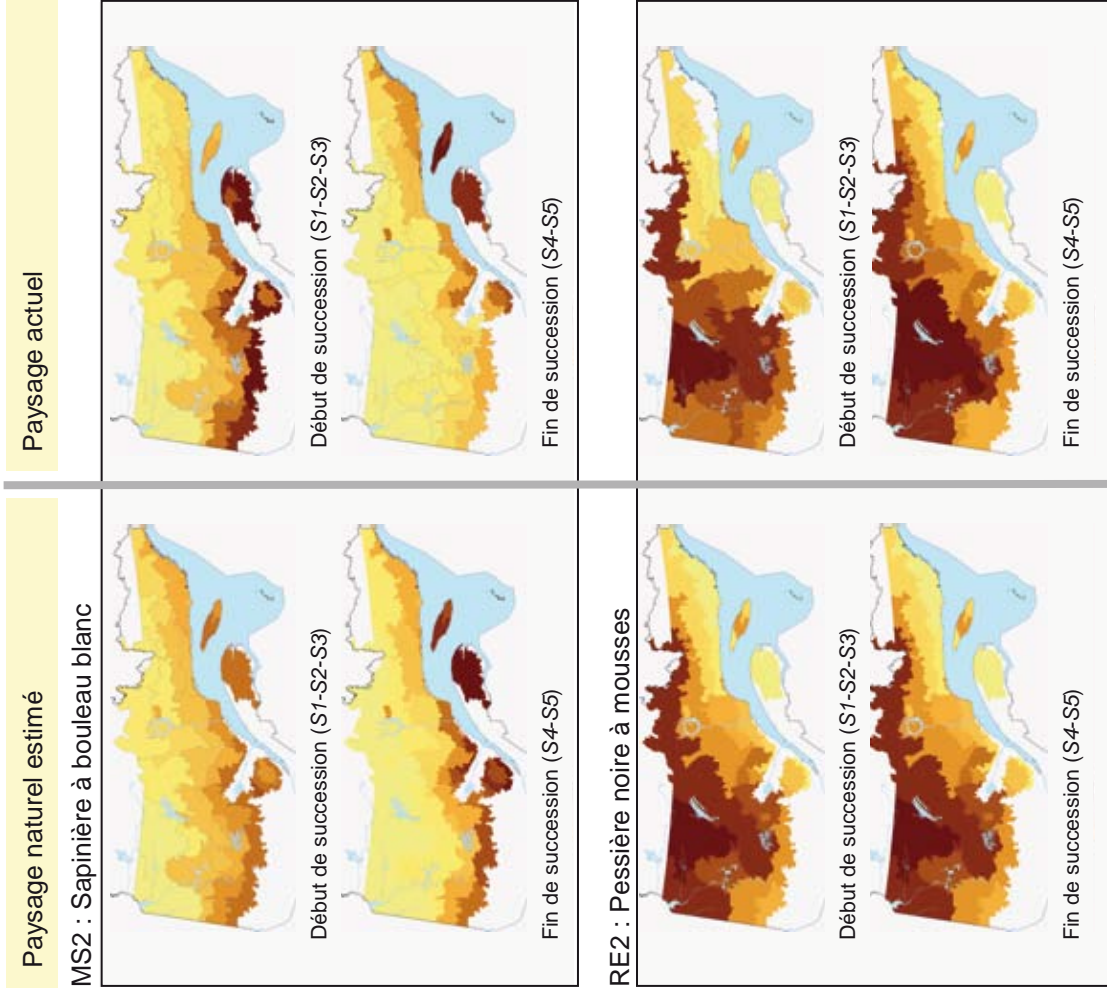 Paysage naturel estimé
Paysage actuel
MS2 : Sapinière à bouleau blanc
Début de succession (S1-S2-S3)
Début de succession (S1-S2-S3)
Fin de succession (S4-S5)
Fin de succession (S4-S5)
RE2 : Pessière noire à mousses
Début de succession (S1-S2-S3)
Début de succession (S1-S2-S3)
Fin de succession (S4-S5)
Fin de succession (S4-S5)